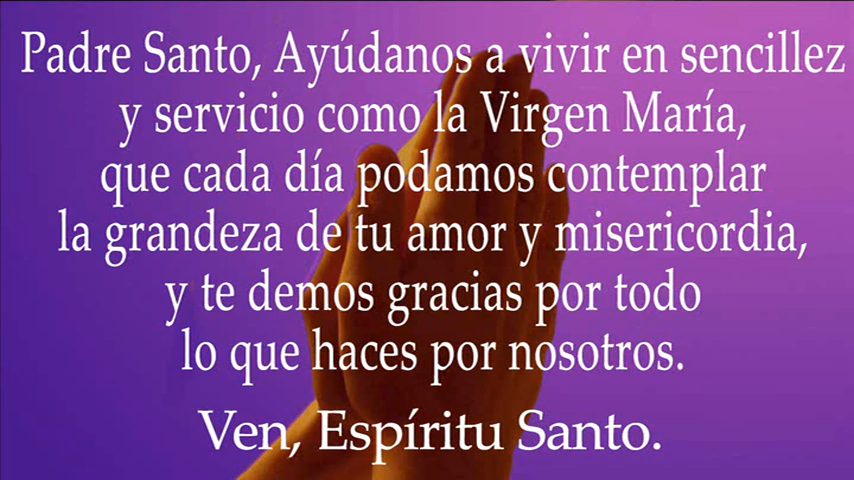 Padre Santo, Ayúdanos a vivir en sencillez
y servicio como la Virgen María,
que cada día podamos contemplar
la grandeza de tu amor y misericordia,
y te demos gracias por todo
lo que haces por nosotros.
Ven, Espíritu Santo.